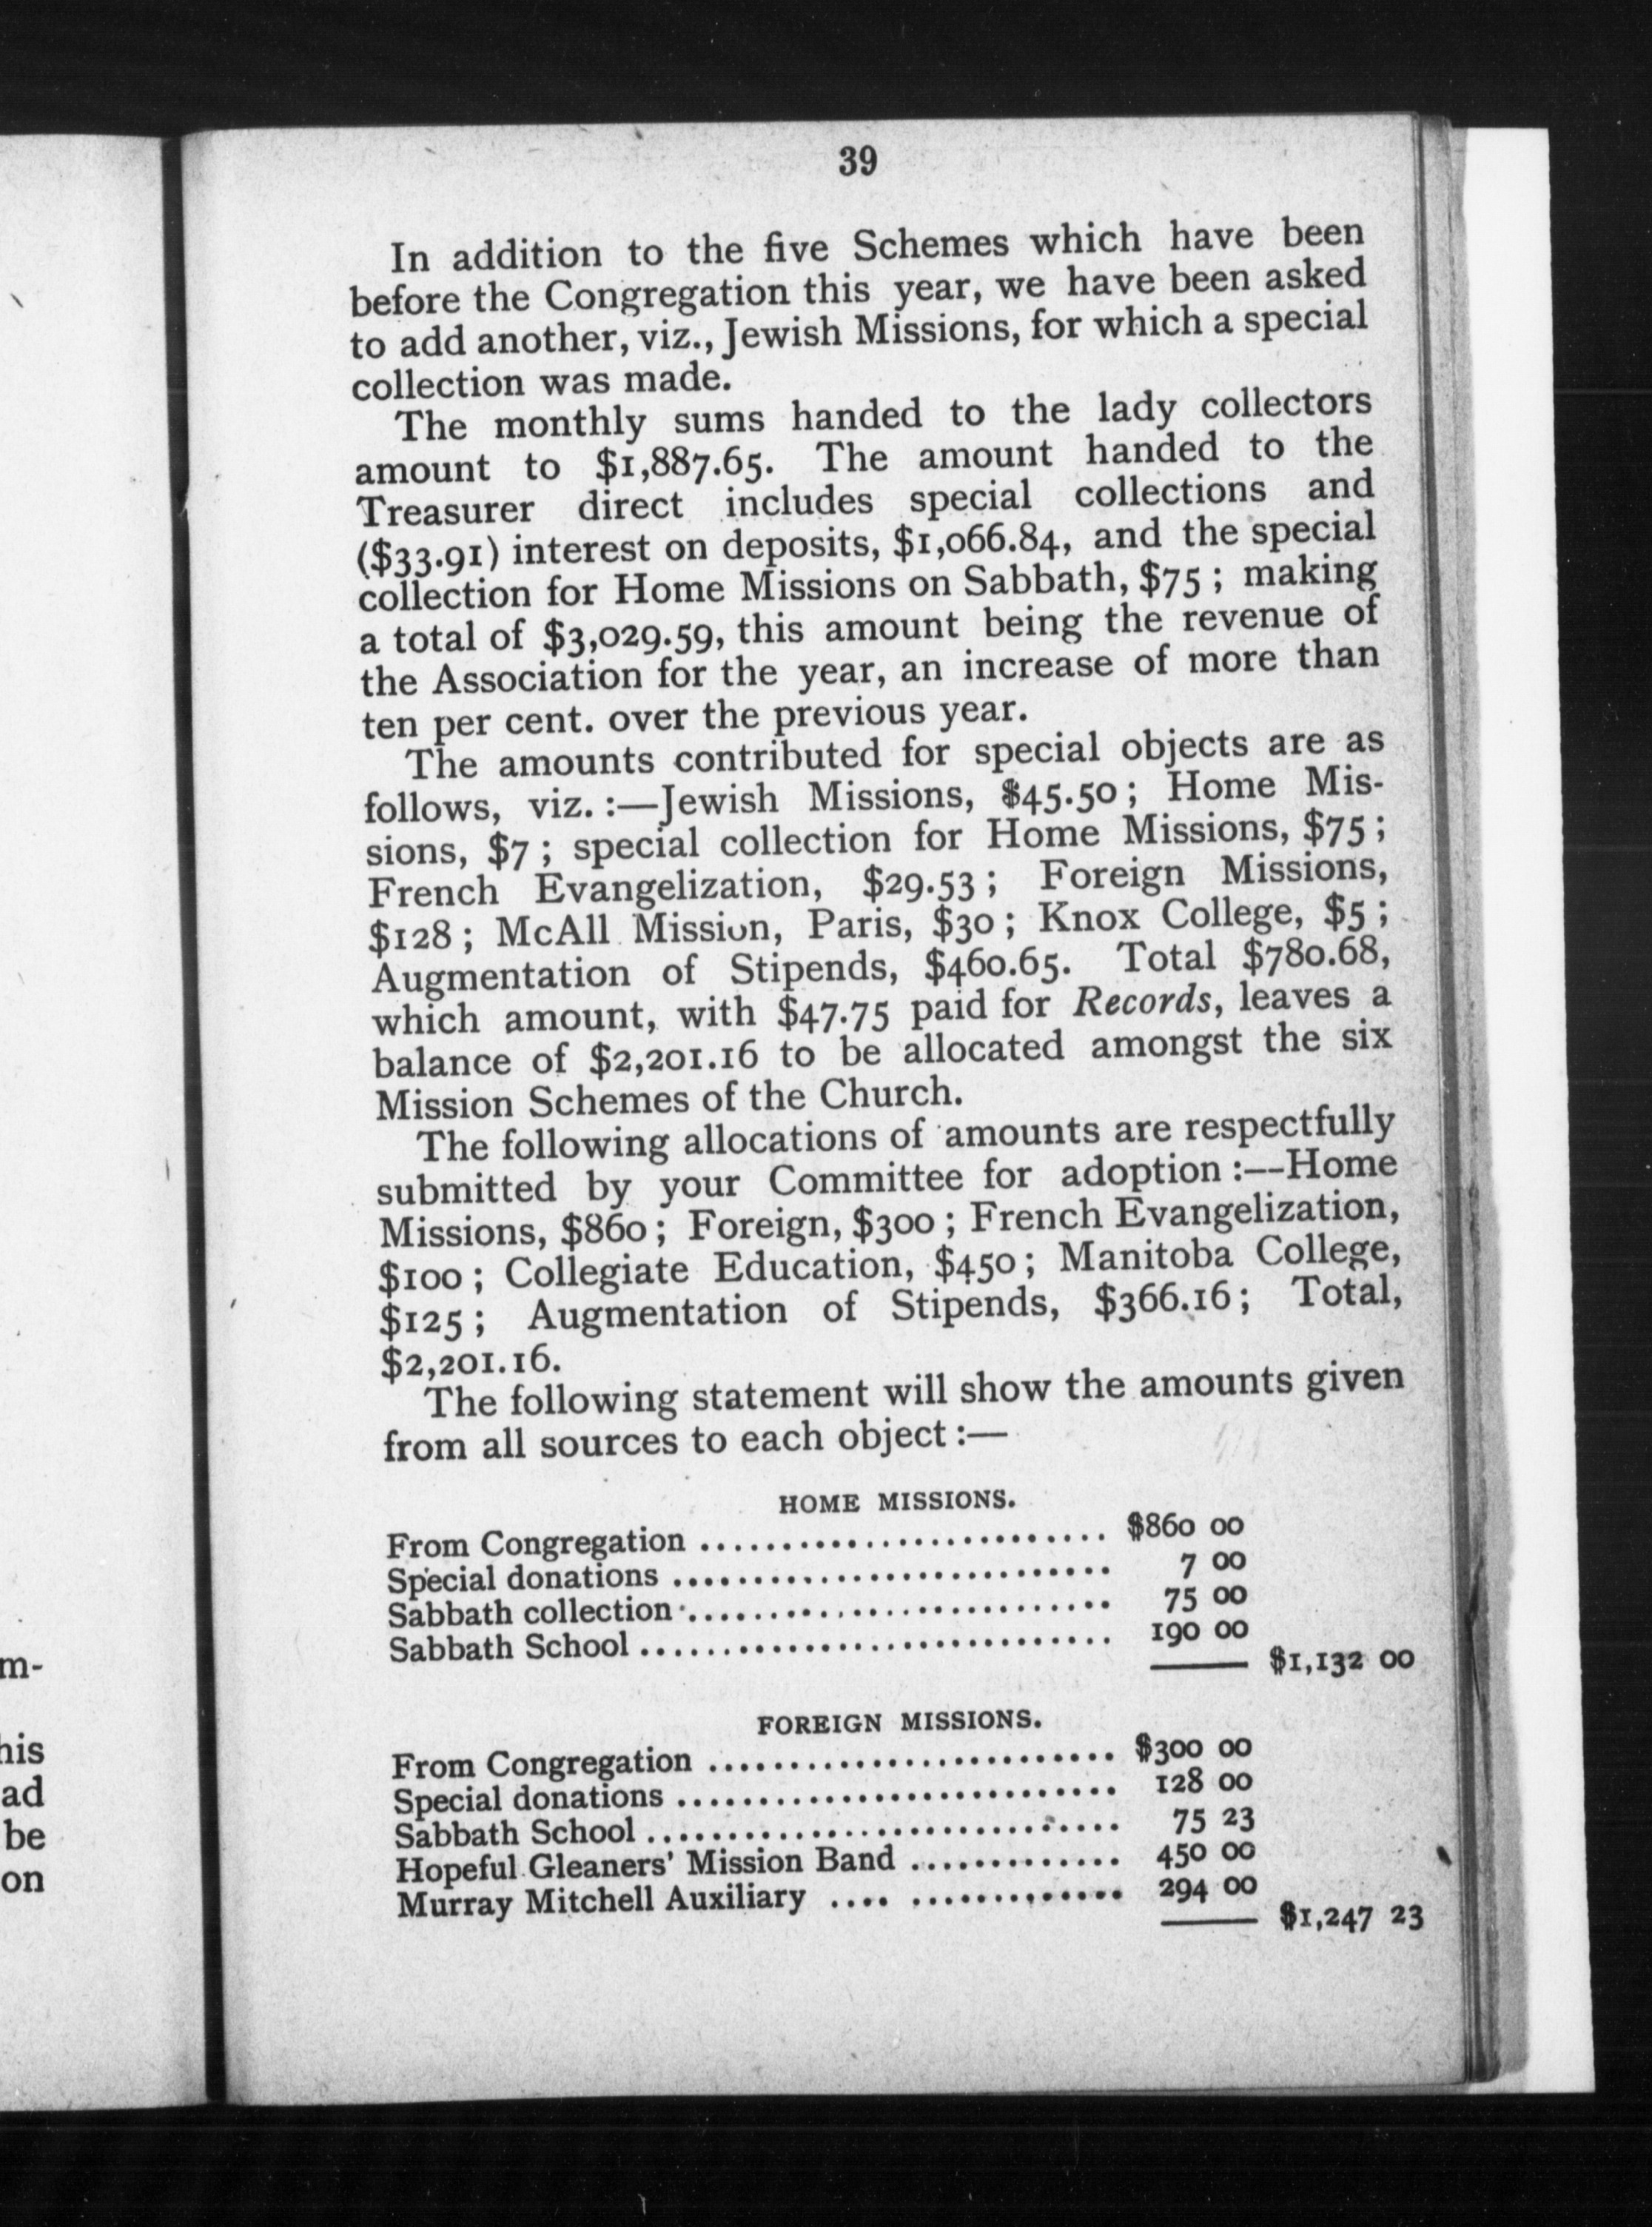 39
In addition to the five Schemes which have been
before the Congregation this year, we have been asked
to add another, viz., Jewish Missions, for which a special
collection was made.
The monthly sums handed to the lady collectors
amount to $1,887.65. The amount handed to the
Treasurer direct includes special collections and
($33.91) interest on deposits, $1,066.84, and the special
collection for Home Missions on Sabbath, $75 ; making
a total of $3,029.59, this amount being the revenue of
the Association for the year, an increase of more than
ten per cent. over the previous year.
The amounts contributed for special objects are as
follows, viz. :—Jewish Missions, $45.50 ; Home Mis-
sions, $7 ; special collection for Home Missions, $75 ;
French Evangelization, $29.53 ; Foreign Missions,
$128 ; McAll Mission, Paris, $30 ; Knox College, $5 ;
Augmentation of Stipends, $460.65. Total $780.68,
which amount, with $47.75 paid for Records, leaves a
balance of $2,201.16 to be allocated amongst the six
Mission Schemes of the Church.
The following allocations of amounts are respectfully
submitted by your Committee for adoption :—Home
Missions, $860 ; Foreign, $300 ; French Evangelization,
$100 ; Collegiate Education, $450 ; Manitoba College,
$125 ; Augmentation of Stipends, $366.16 ; Total,
$2,201.16.
The following statement will show the amounts given
from all sources to each object :—
HOME MISSIONS.
From Congregation .......................... $860 00
Special donations ............................ 7 00
Sabbath collection ........................... 75 00
Sabbath School .............................. 190 00
$1,132 00
FOREIGN MISSIONS.
From Congregation .......................... $300 00
Special donations ............................ 128 00
Sabbath School .............................. 75 23
Hopeful Gleaners' Mission Band ............. 450 00
Murray Mitchell Auxiliary .... ............. 294 00
$1,247 23
m-
his
ad
be
on